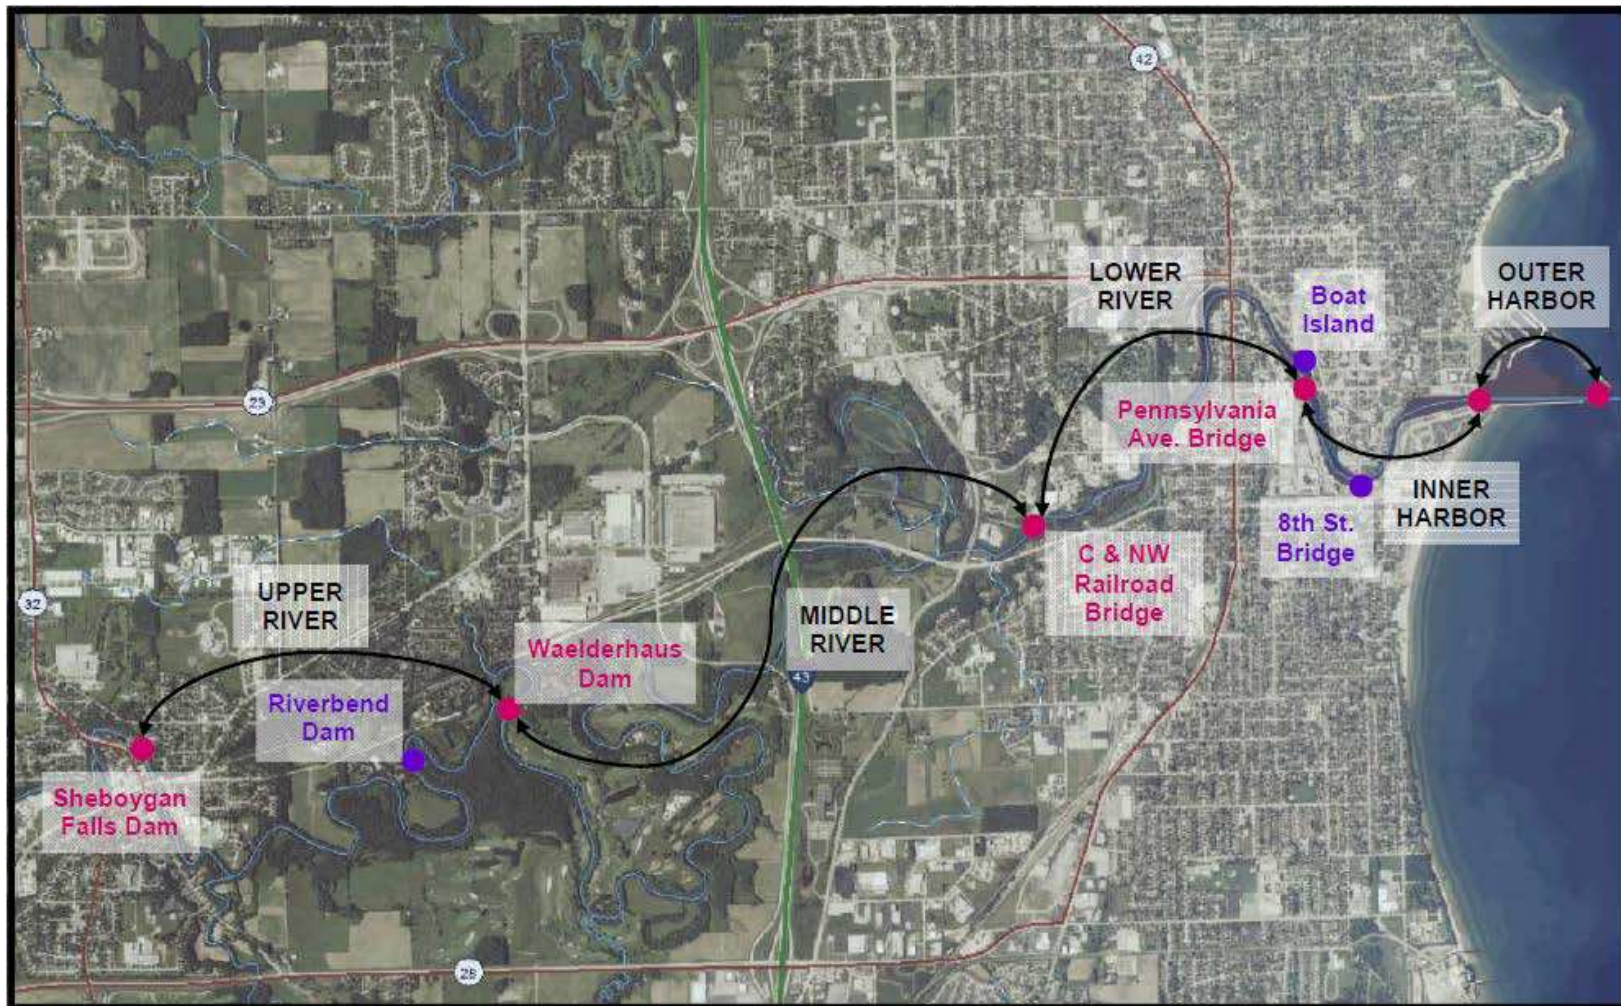 42
LOWER
RIVER
OUTER
HARBOR
Boat
Island
23
Pennsylvania
Ave. Bridge
INNER
HARBOR
8th St.
Bridge
C & NW
Railroad
Bridge
32
UPPER
RIVER
MIDDLE
RIVER
Waelderhaus
Dam
43
Riverbend
Dam
Sheboygan
Falls Dam
28